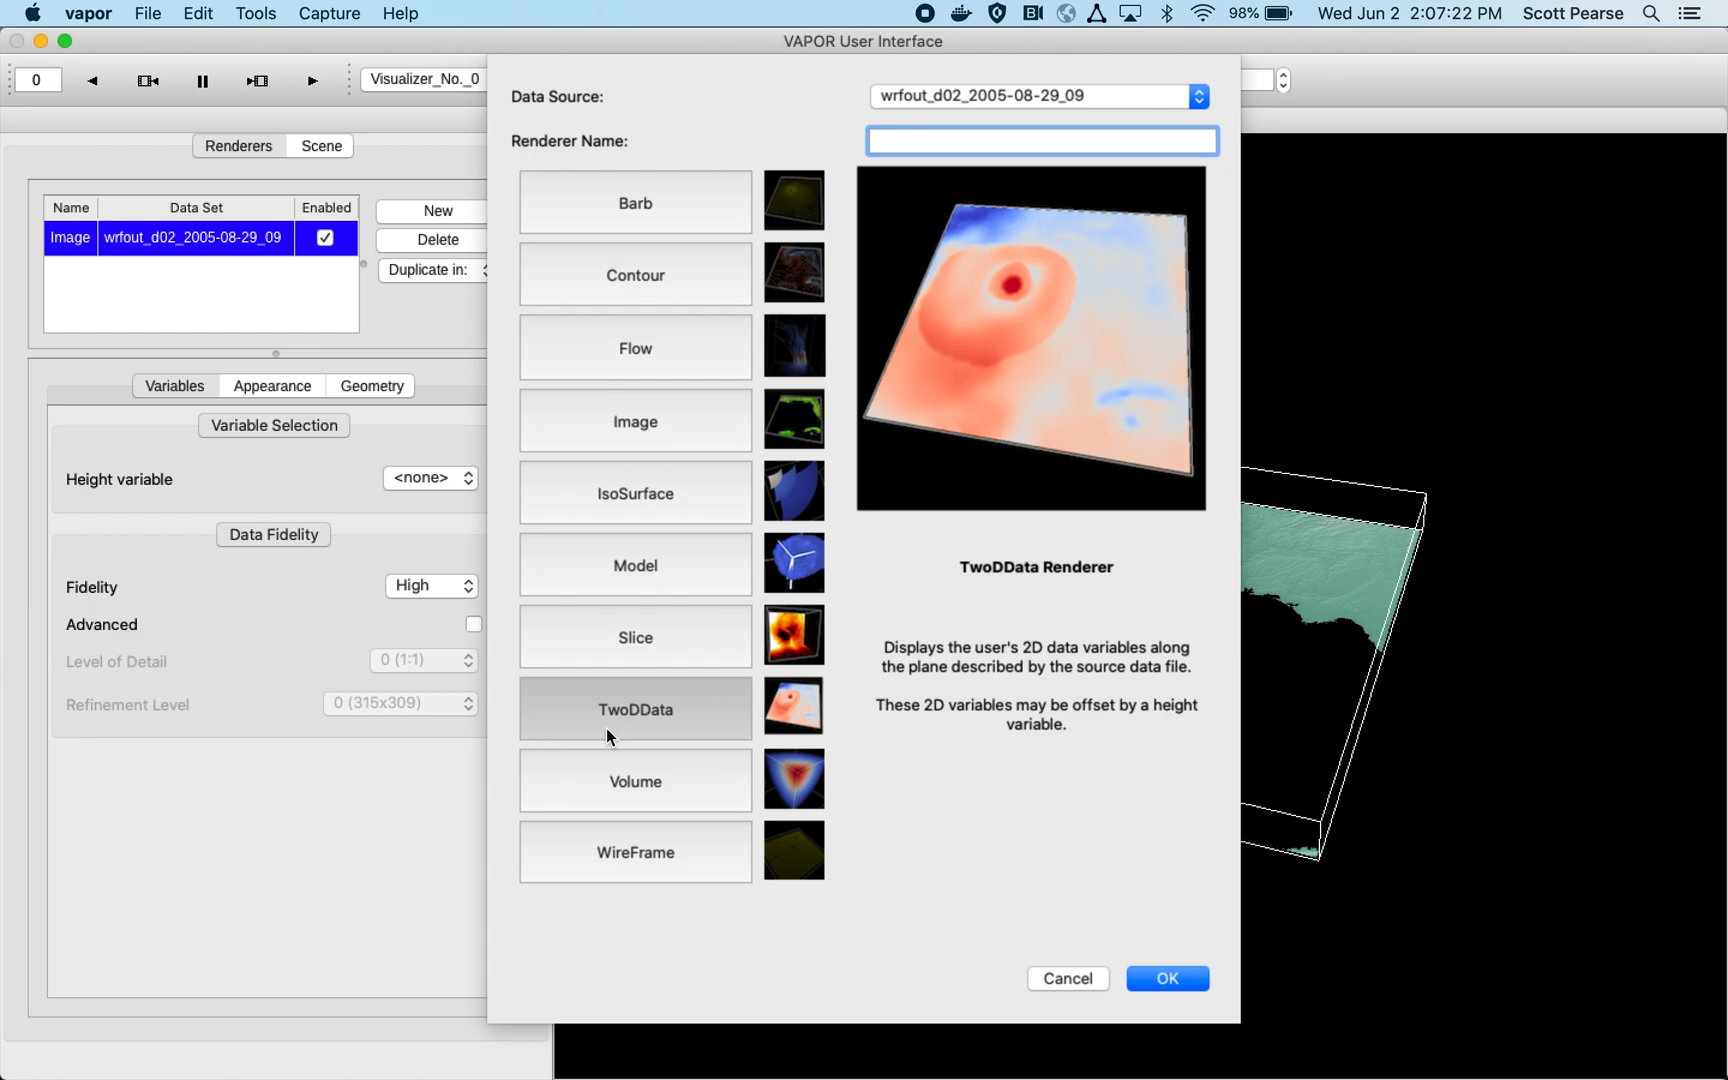 vapor File Edit Tools Capture Help 98% Wed Jun 2 2:07:22 PM Scott Pearse
VAPOR User Interface
0 Visualizer_No._0
Data Source: wrfout_d02_2005-08-29_09
Renderer Name:
Renderers Scene
Name Data Set Enabled
Image wrfout_d02_2005-08-29_09
New
Delete
Duplicate in:
Variables Appearance Geometry
Variable Selection
Height variable <none>
Data Fidelity
Fidelity High
Advanced
Level of Detail 0 (1:1)
Refinement Level 0 (315x309)
Barb
Contour
Flow
Image
IsoSurface
Model
Slice
TwoDData
Volume
WireFrame
TwoDData Renderer
Displays the user's 2D data variables along
the plane described by the source data file.
These 2D variables may be offset by a height
variable.
Cancel OK